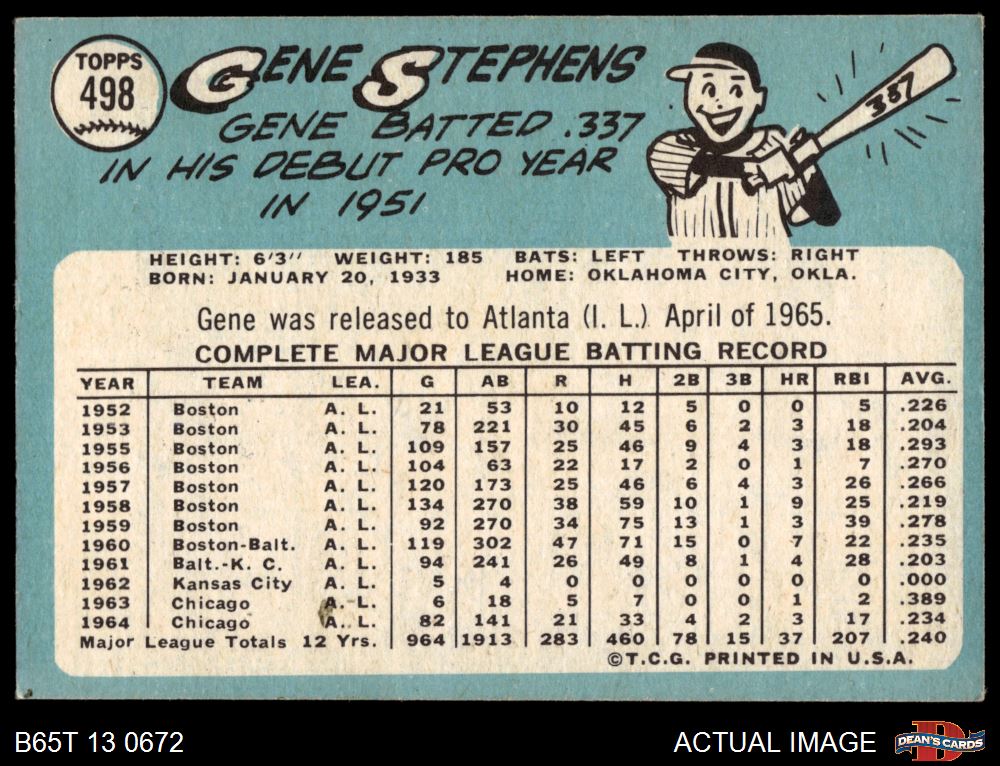 TOPPS
498
GENE STEPHENS
GENE BATTED .337
IN HIS DEBUT PRO YEAR
IN 1951
337
HEIGHT: 6'3" WEIGHT: 185 BATS: LEFT THROWS: RIGHT
BORN: JANUARY 20, 1933 HOME: OKLAHOMA CITY, OKLA.
Gene was released to Atlanta (I. L.) April of 1965.
COMPLETE MAJOR LEAGUE BATTING RECORD
YEAR TEAM LEA. G AB R H 2B 3B HR RBI AVG.
1952 Boston A. L. 21 53 10 12 5 0 0 5 .226
1953 Boston A. L. 78 221 30 45 6 2 3 18 .204
1955 Boston A. L. 109 157 25 46 9 4 3 18 .293
1956 Boston A. L. 104 63 22 17 2 0 1 7 .270
1957 Boston A. L. 120 173 25 46 6 4 3 26 .266
1958 Boston A. L. 134 270 38 59 10 1 9 25 .219
1959 Boston A. L. 92 270 34 75 13 1 3 39 .278
1960 Boston-Balt. A. L. 119 302 47 71 15 0 7 22 .235
1961 Balt.-K. C. A. L. 94 241 26 49 8 1 4 28 .203
1962 Kansas City A. L. 5 4 0 0 0 0 0 0 .000
1963 Chicago A. L. 6 18 5 7 0 0 1 2 .389
1964 Chicago A. L. 82 141 21 33 4 2 3 17 .234
Major League Totals 12 Yrs. 964 1913 283 460 78 15 37 207 .240
©T.C.G. PRINTED IN U.S.A.
B65T 13 0672 ACTUAL IMAGE DEAN'S CARDS